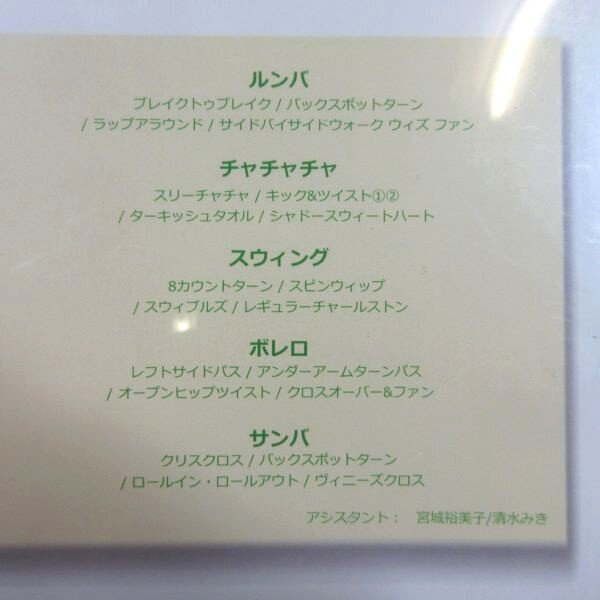 ルンバ
ブレイクトゥブレイク / バックスポットターン
/ ラップアラウンド / サイドバイサイドウォーク ウィズ ファン
チャチャチャ
スリーチャチャ / キック&ツイスト①②
/ ターキッシュタオル / シャドースウィートハート
スウィング
8カウントターン / スピンウィップ
/ スウィブルズ / レギュラーチャールストン
ボレロ
レフトサイドパス / アンダーアームターンパス
/ オープンヒップツイスト / クロスオーバー&ファン
サンバ
クリスクロス / バックスポットターン
/ ロールイン・ロールアウト / ヴィニーズクロス
アシスタント： 宮城裕美子/清水みき